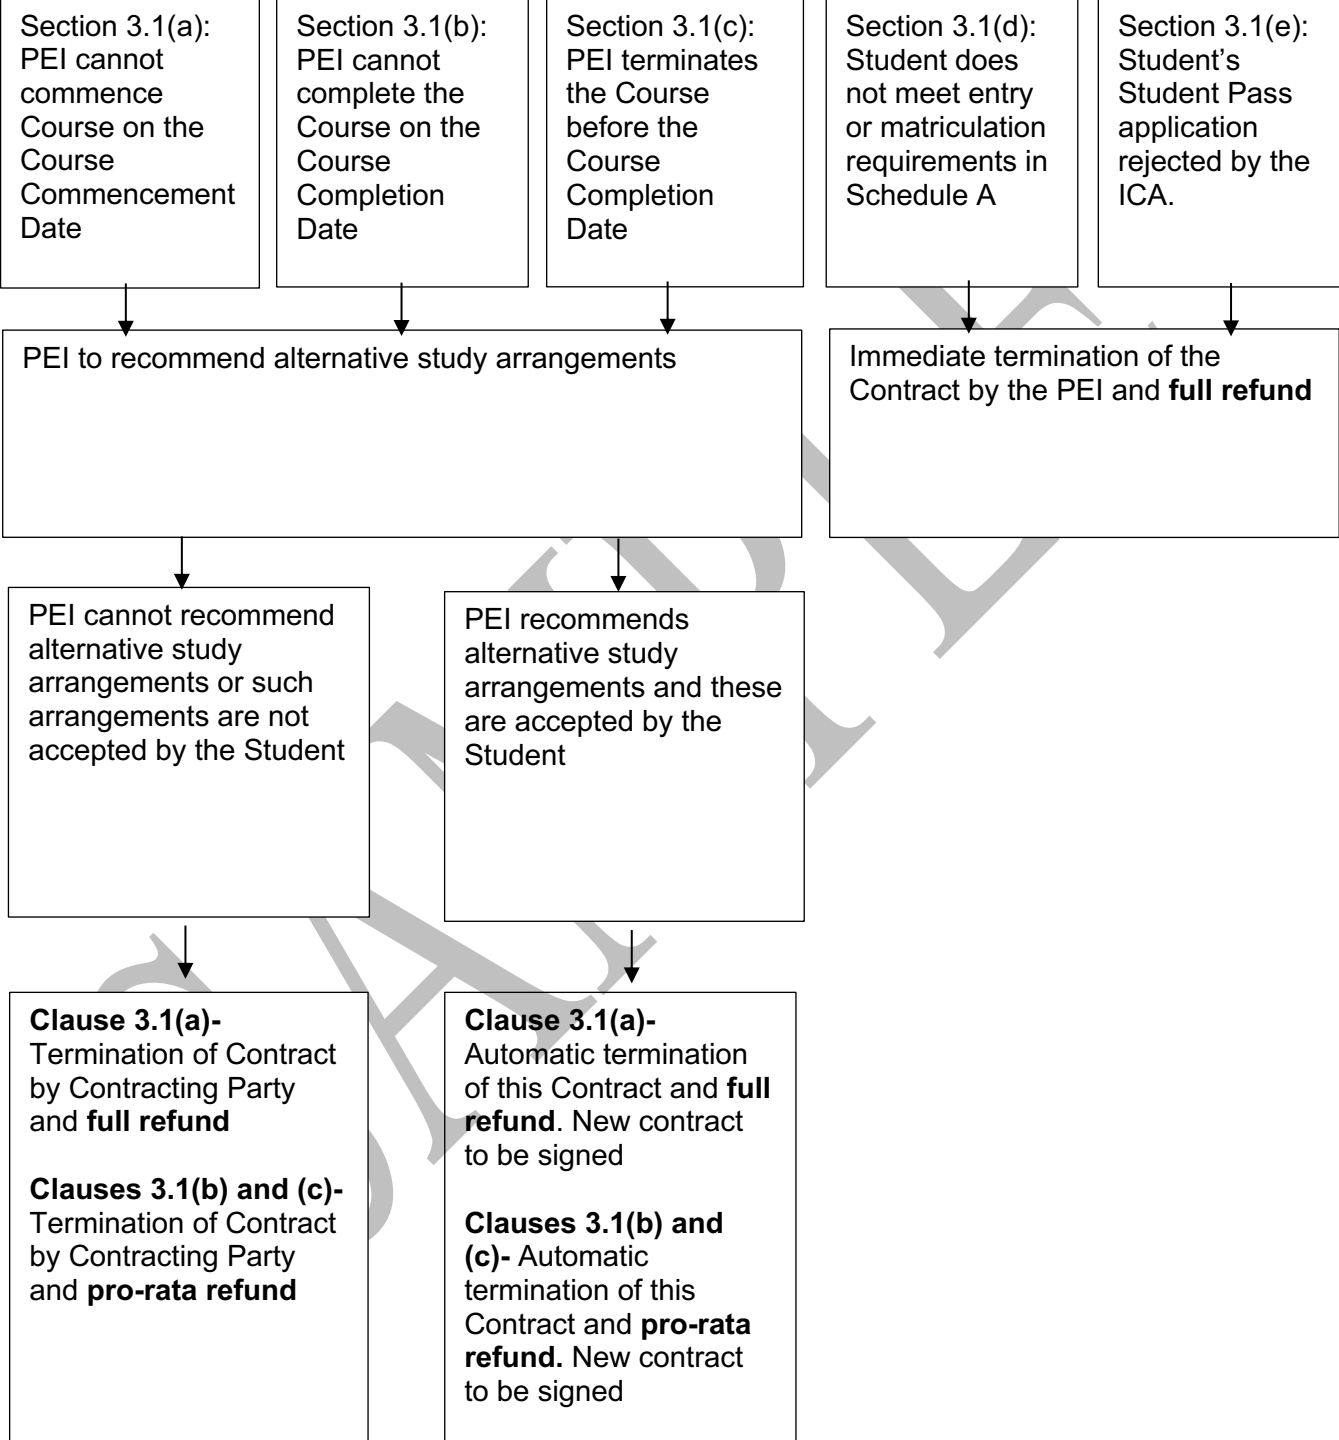 Section 3.1(a):
PEI cannot
commence
Course on the
Course
Commencement
Date
Section 3.1(b):
PEI cannot
complete the
Course on the
Course
Completion
Date
Section 3.1(c):
PEI terminates
the Course
before the
Course
Completion
Date
Section 3.1(d):
Student does
not meet entry
or matriculation
requirements in
Schedule A
Section 3.1(e):
Student’s
Student Pass
application
rejected by the
ICA.
PEI to recommend alternative study arrangements
Immediate termination of the
Contract by the PEI and full refund
PEI cannot recommend
alternative study
arrangements or such
arrangements are not
accepted by the Student
PEI recommends
alternative study
arrangements and these
are accepted by the
Student
Clause 3.1(a)-
Termination of Contract
by Contracting Party
and full refund
Clauses 3.1(b) and (c)-
Termination of Contract
by Contracting Party
and pro-rata refund
Clause 3.1(a)-
Automatic termination
of this Contract and full
refund. New contract
to be signed
Clauses 3.1(b) and
(c)- Automatic
termination of this
Contract and pro-rata
refund. New contract
to be signed
SAMPLE